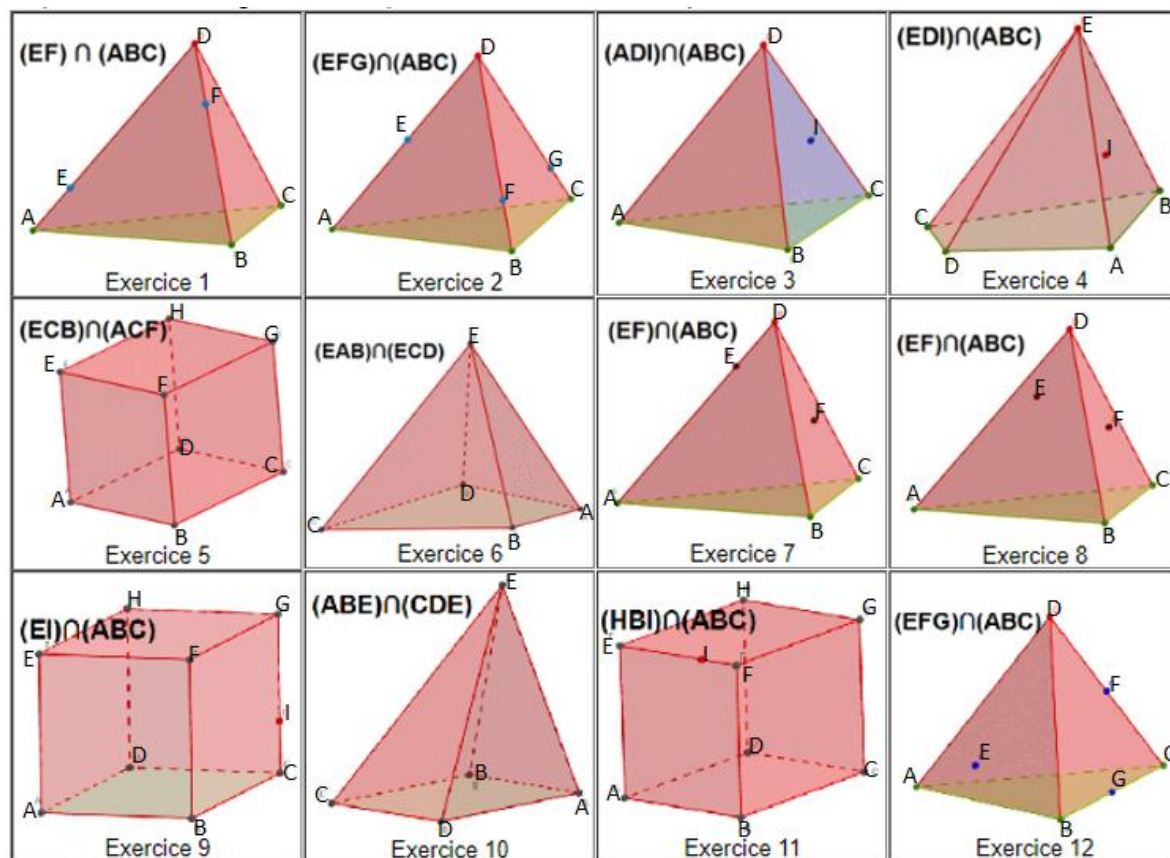 (EF) ∩ (ABC)
D
F
E
A
C
B
Exercice 1
(EFG)∩(ABC)
D
E
G
F
C
A
B
Exercice 2
(ADI)∩(ABC)
D
I
C
A
B
Exercice 3
(EDI)∩(ABC)
E
I
B
C
D
A
Exercice 4
(ECB)∩(ACF)
H
G
E
F
D
C
A
B
Exercice 5
(EAB)∩(ECD)
E
D
A
C
B
Exercice 6
(EF)∩(ABC)
D
E
F
C
A
B
Exercice 7
(EF)∩(ABC)
D
E
F
C
A
B
Exercice 8
(EI)∩(ABC)
H
G
E
F
I
D
C
A
B
Exercice 9
(ABE)∩(CDE)
E
B
C
A
D
Exercice 10
(HBI)∩(ABC)
H
G
E
I
F
D
C
A
B
Exercice 11
(EFG)∩(ABC)
D
F
E
C
A
G
B
Exercice 12